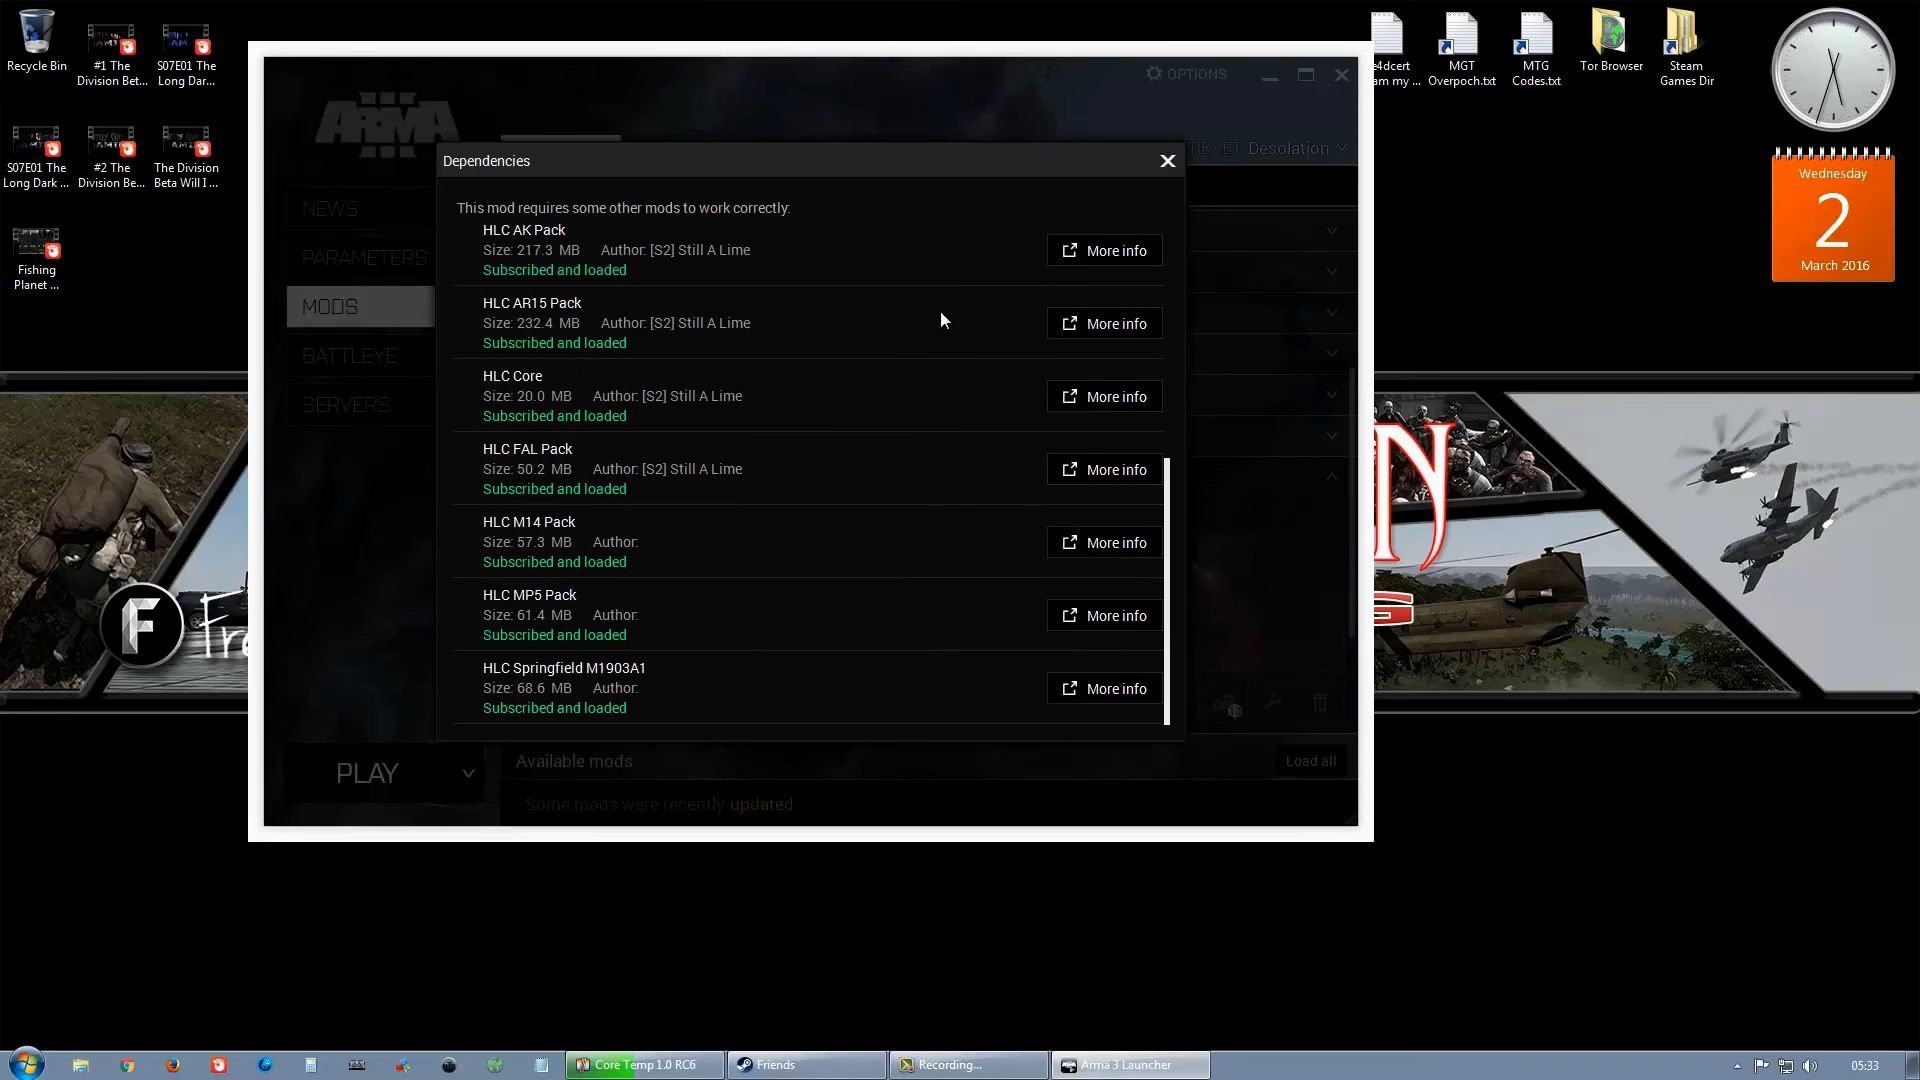 Recycle Bin
#1 The
Division Bet...
S07E01 The
Long Dar...
S07E01 The
Long Dark ...
#2 The
Division Be...
The Division
Beta Will I ...
Fishing
Planet ...
MGT
Overpoch.txt
MTG
Codes.txt
Tor Browser
Steam
Games Dir
Wednesday
2
March 2016
ARMA III
OPTIONS
PRESET Desolation
NEWS
PARAMETERS
MODS
BATTLEYE
SERVERS
Dependencies
This mod requires some other mods to work correctly:
HLC AK Pack
Size: 217.3 MB Author: [S2] Still A Lime
Subscribed and loaded
More info
HLC AR15 Pack
Size: 232.4 MB Author: [S2] Still A Lime
Subscribed and loaded
More info
HLC Core
Size: 20.0 MB Author: [S2] Still A Lime
Subscribed and loaded
More info
HLC FAL Pack
Size: 50.2 MB Author: [S2] Still A Lime
Subscribed and loaded
More info
HLC M14 Pack
Size: 57.3 MB Author:
Subscribed and loaded
More info
HLC MP5 Pack
Size: 61.4 MB Author:
Subscribed and loaded
More info
HLC Springfield M1903A1
Size: 68.6 MB Author:
Subscribed and loaded
More info
PLAY
Available mods
Load all
Some mods were recently updated
Core Temp 1.0 RC6
Friends
Recording...
Arma 3 Launcher
05:33